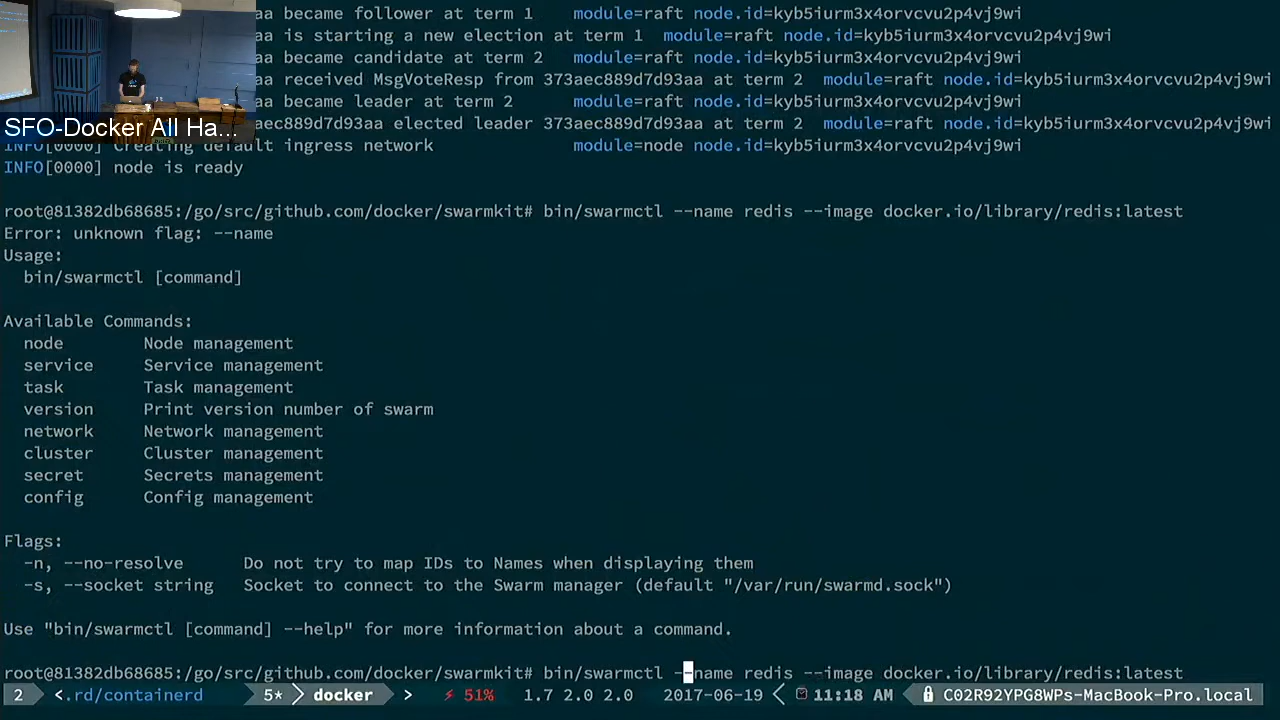 aa became follower at term 1    module=raft node.id=kyb5iurm3x4orvcvu2p4vj9wi
aa is starting a new election at term 1  module=raft node.id=kyb5iurm3x4orvcvu2p4vj9wi
aa became candidate at term 2   module=raft node.id=kyb5iurm3x4orvcvu2p4vj9wi
aa received MsgVoteResp from 373aec889d7d93aa at term 2  module=raft node.id=kyb5iurm3x4orvcvu2p4vj9wi
aa became leader at term 2      module=raft node.id=kyb5iurm3x4orvcvu2p4vj9wi
SFO-Docker All Ha...
aa elected leader 373aec889d7d93aa at term 2  module=raft node.id=kyb5iurm3x4orvcvu2p4vj9wi
INFO[0000] Creating default ingress network              module=node node.id=kyb5iurm3x4orvcvu2p4vj9wi
INFO[0000] node is ready
root@81382db68685:/go/src/github.com/docker/swarmkit# bin/swarmctl --name redis --image docker.io/library/redis:latest
Error: unknown flag: --name
Usage:
  bin/swarmctl [command]
Available Commands:
  node        Node management
  service     Service management
  task        Task management
  version     Print version number of swarm
  network     Network management
  cluster     Cluster management
  secret      Secrets management
  config      Config management
Flags:
  -n, --no-resolve      Do not try to map IDs to Names when displaying them
  -s, --socket string   Socket to connect to the Swarm manager (default "/var/run/swarmd.sock")
Use "bin/swarmctl [command] --help" for more information about a command.
root@81382db68685:/go/src/github.com/docker/swarmkit# bin/swarmctl --name redis --image docker.io/library/redis:latest
2 <.rd/containerd 5* docker > 51% 1.7 2.0 2.0 2017-06-19 < 11:18 AM C02R92YPG8WPs-MacBook-Pro.local